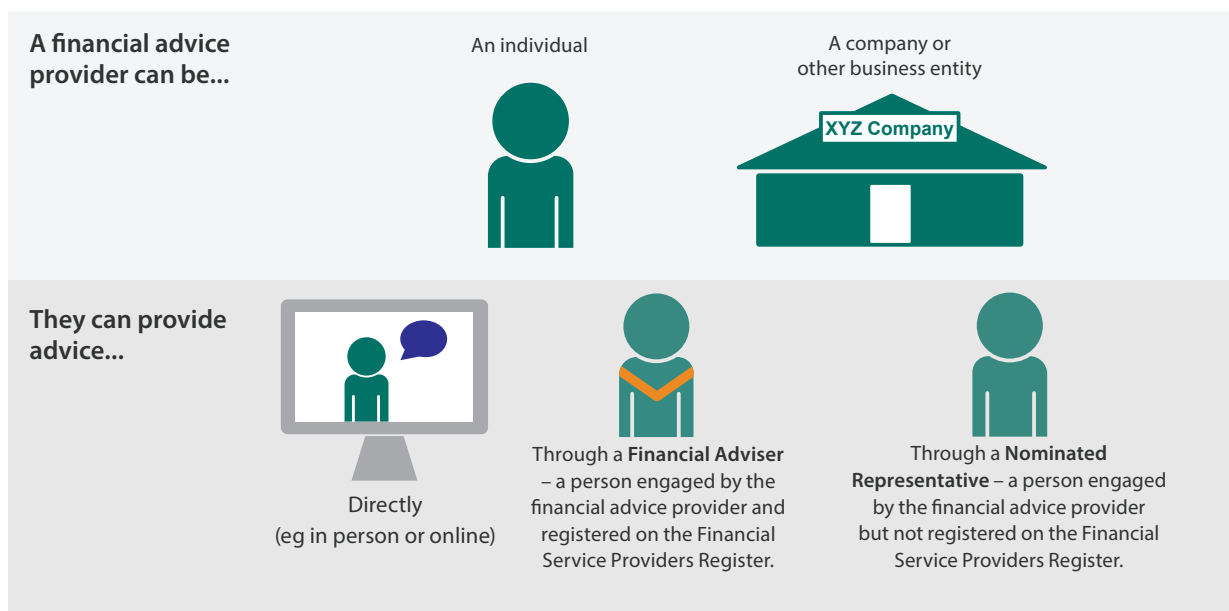 A financial advice
provider can be...
An individual
A company or
other business entity
XYZ Company
They can provide
advice...
Directly
(eg in person or online)
Through a Financial Adviser
– a person engaged by the
financial advice provider and
registered on the Financial
Service Providers Register.
Through a Nominated
Representative – a person engaged
by the financial advice provider
but not registered on the Financial
Service Providers Register.